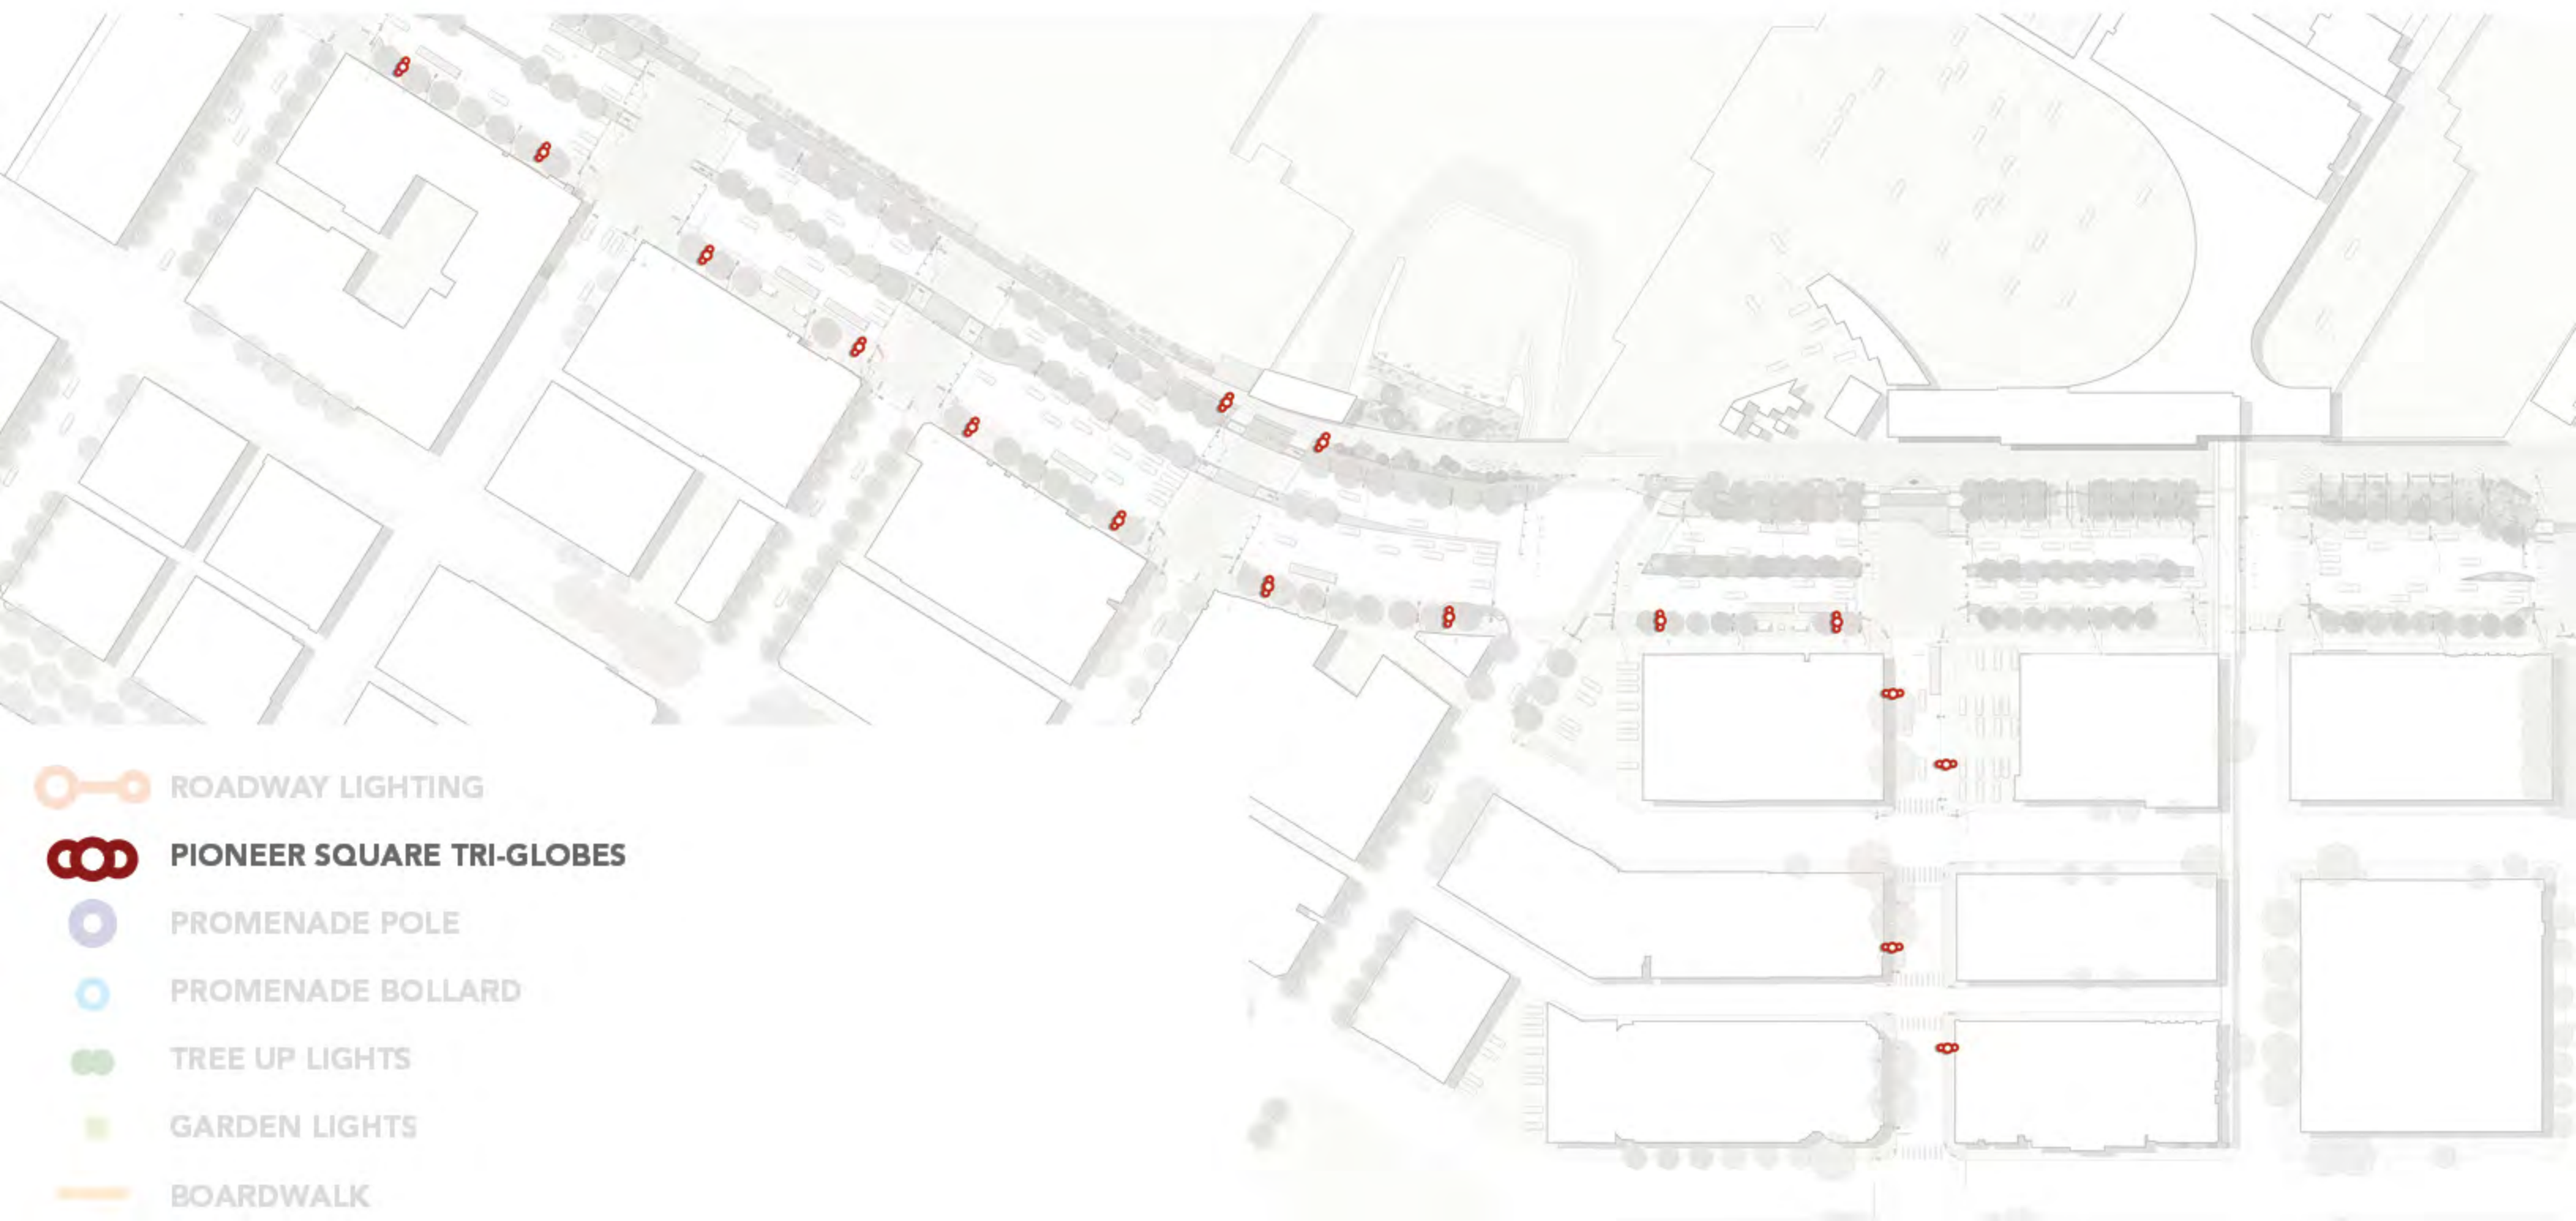 ROADWAY LIGHTING
PIONEER SQUARE TRI-GLOBES
PROMENADE POLE
PROMENADE BOLLARD
TREE UP LIGHTS
GARDEN LIGHTS
BOARDWALK